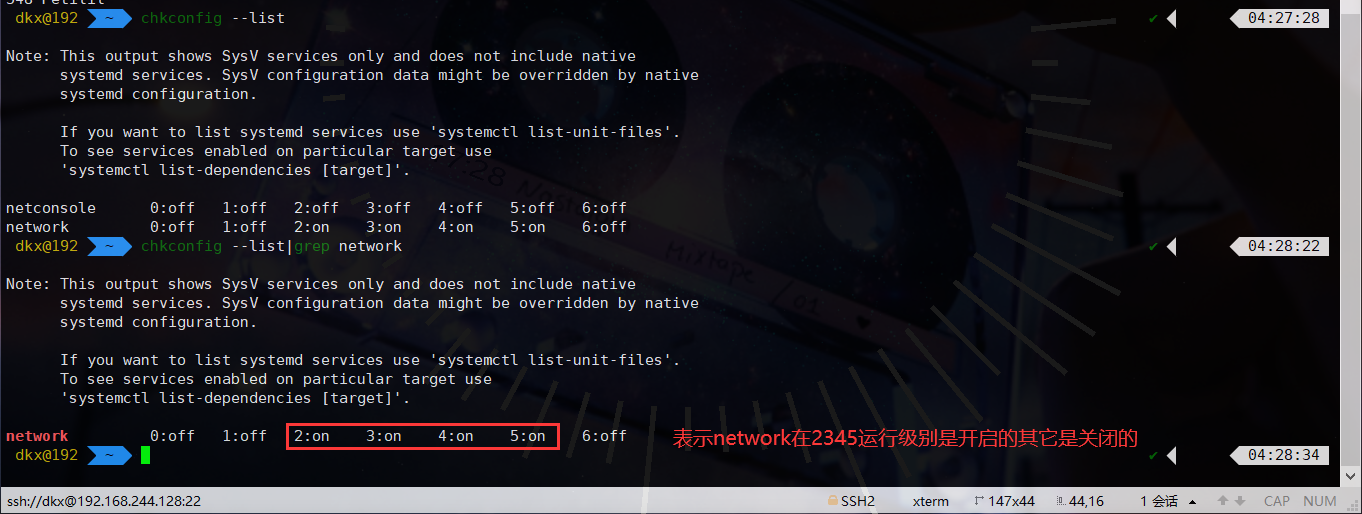 dkx@192 ~ chkconfig --list ✔ 04:27:28
Note: This output shows SysV services only and does not include native
systemd services. SysV configuration data might be overridden by native
systemd configuration.
If you want to list systemd services use 'systemctl list-unit-files'.
To see services enabled on particular target use
'systemctl list-dependencies [target]'.
netconsole 0:off 1:off 2:off 3:off 4:off 5:off 6:off
network 0:off 1:off 2:on 3:on 4:on 5:on 6:off
dkx@192 ~ chkconfig --list|grep network ✔ 04:28:22
Note: This output shows SysV services only and does not include native
systemd services. SysV configuration data might be overridden by native
systemd configuration.
If you want to list systemd services use 'systemctl list-unit-files'.
To see services enabled on particular target use
'systemctl list-dependencies [target]'.
network 0:off 1:off 2:on 3:on 4:on 5:on 6:off 表示network在2345运行级别是开启的其它是关闭的
dkx@192 ~ ✔ 04:28:34
ssh://dkx@192.168.244.128:22 SSH2 xterm 147x44 44,16 1 会话 CAP NUM